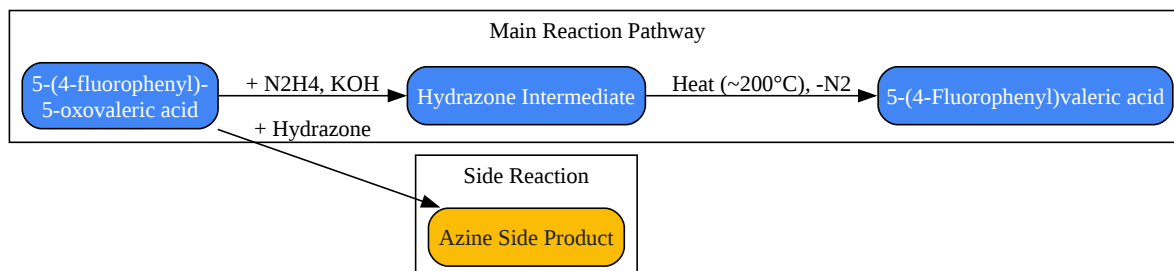 Main Reaction Pathway
5-(4-fluorophenyl)-
5-oxovaleric acid
+ N2H4, KOH
Hydrazone Intermediate
Heat (~200°C), -N2
5-(4-Fluorophenyl)valeric acid
+ Hydrazone
Side Reaction
Azine Side Product